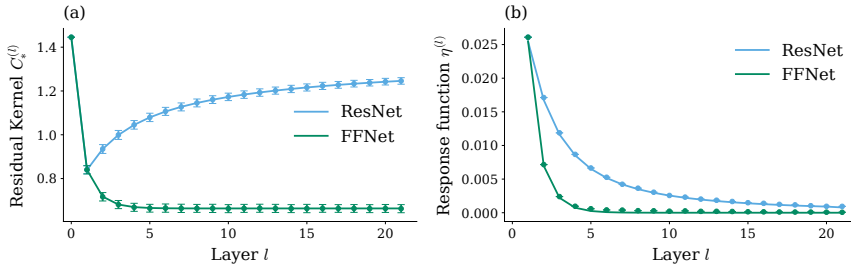 (a)
Residual Kernel C_*^{(l)}
1.4
1.2
1.0
0.8
ResNet
FFNet
0
5
10
15
20
Layer l
(b)
Response function η^{(l)}
0.025
0.020
0.015
0.010
0.005
0.000
ResNet
FFNet
0
5
10
15
20
Layer l